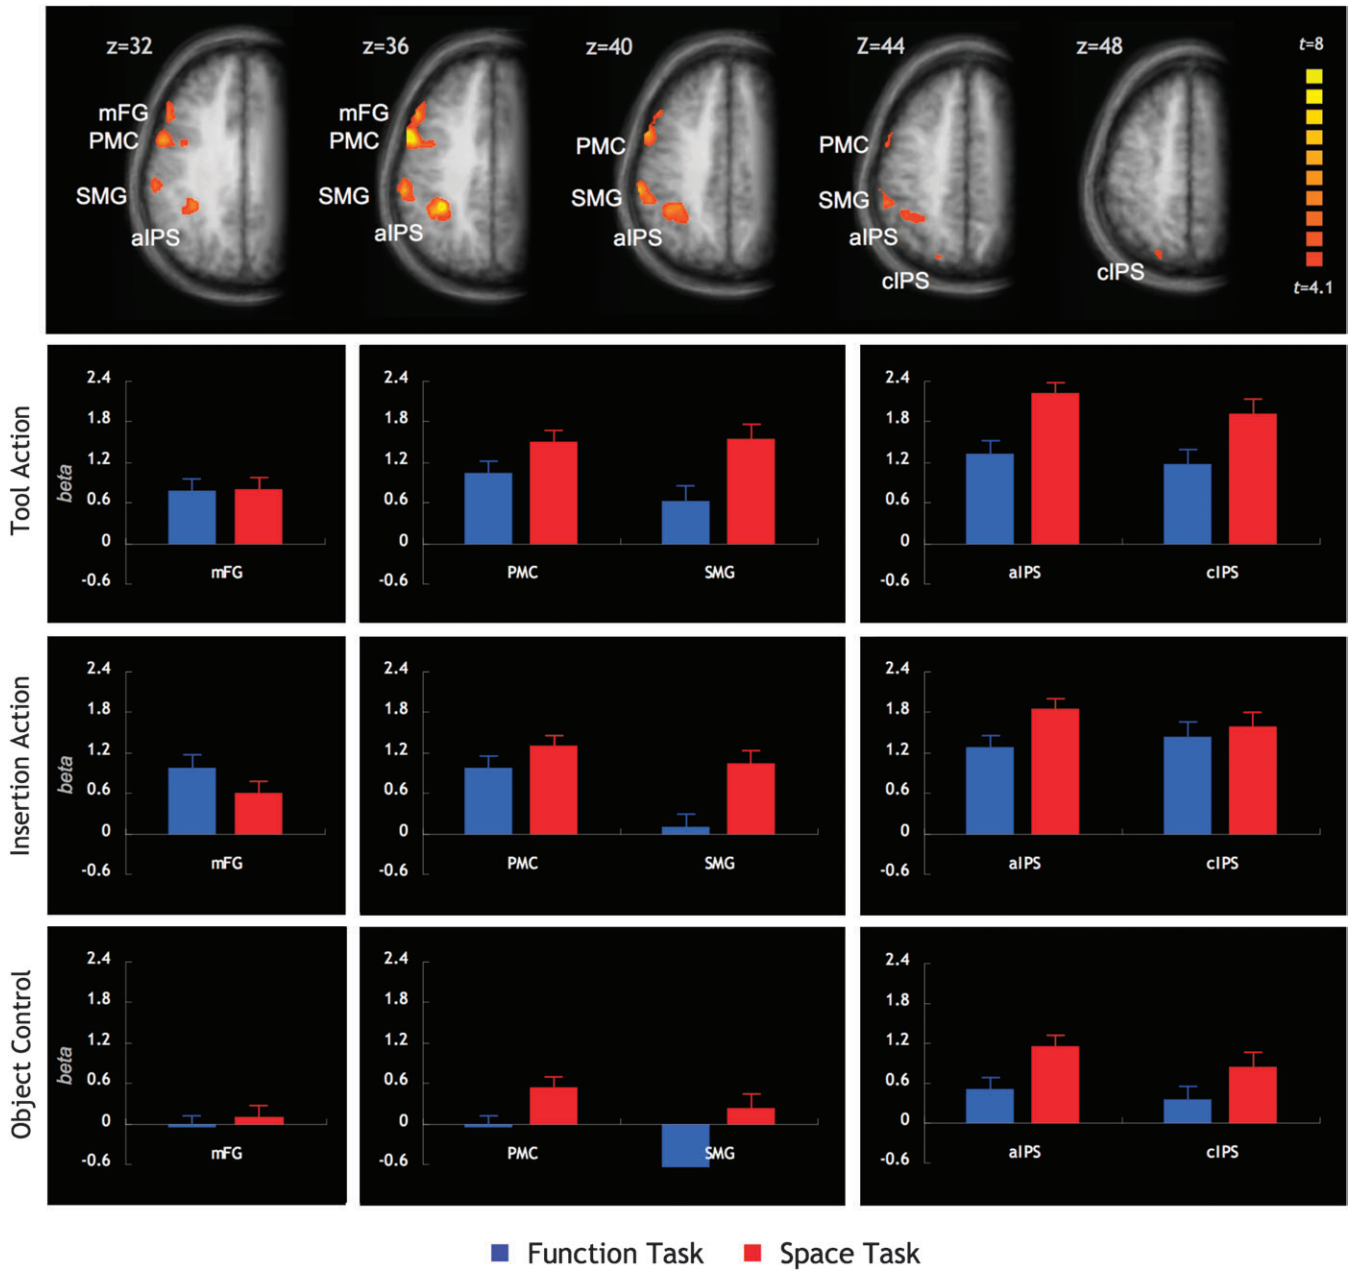 z=32 z=36 z=40 Z=44 z=48 t=8
mFG mFG
PMC PMC PMC PMC
SMG SMG SMG SMG
aIPS aIPS aIPS aIPS
cIPS cIPS
t=4.1
Tool Action
beta
2.4 2.4 2.4
1.8 1.8 1.8
1.2 1.2 1.2
0.6 0.6 0.6
0 0 0
-0.6 -0.6 -0.6
mFG PMC SMG aIPS cIPS
Insertion Action
beta
2.4 2.4 2.4
1.8 1.8 1.8
1.2 1.2 1.2
0.6 0.6 0.6
0 0 0
-0.6 -0.6 -0.6
mFG PMC SMG aIPS cIPS
Object Control
beta
2.4 2.4 2.4
1.8 1.8 1.8
1.2 1.2 1.2
0.6 0.6 0.6
0 0 0
-0.6 -0.6 -0.6
mFG PMC SMG aIPS cIPS
Function Task Space Task